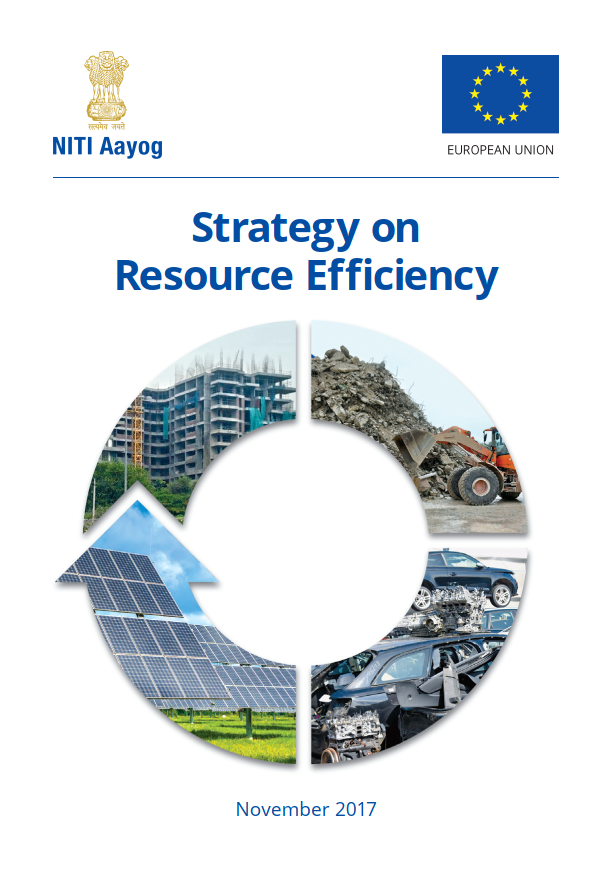 सत्यमेव जयते
NITI Aayog
EUROPEAN UNION
Strategy on
Resource Efficiency
November 2017